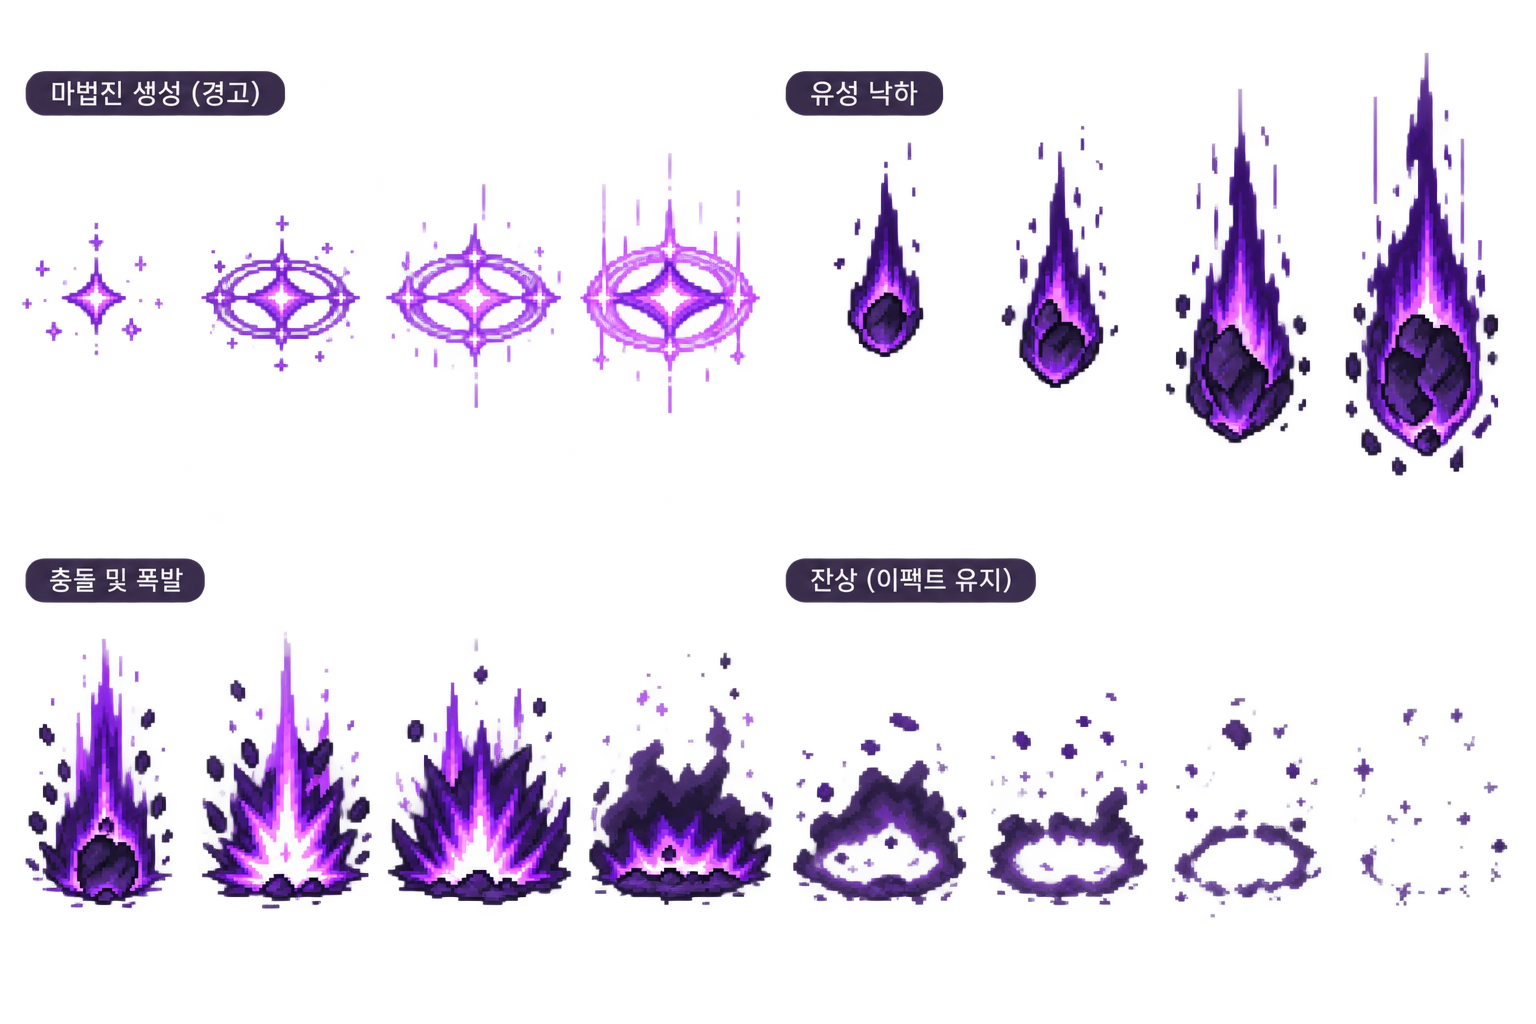 마법진 생성 (경고)
유성 낙하
충돌 및 폭발
잔상 (이팩트 유지)